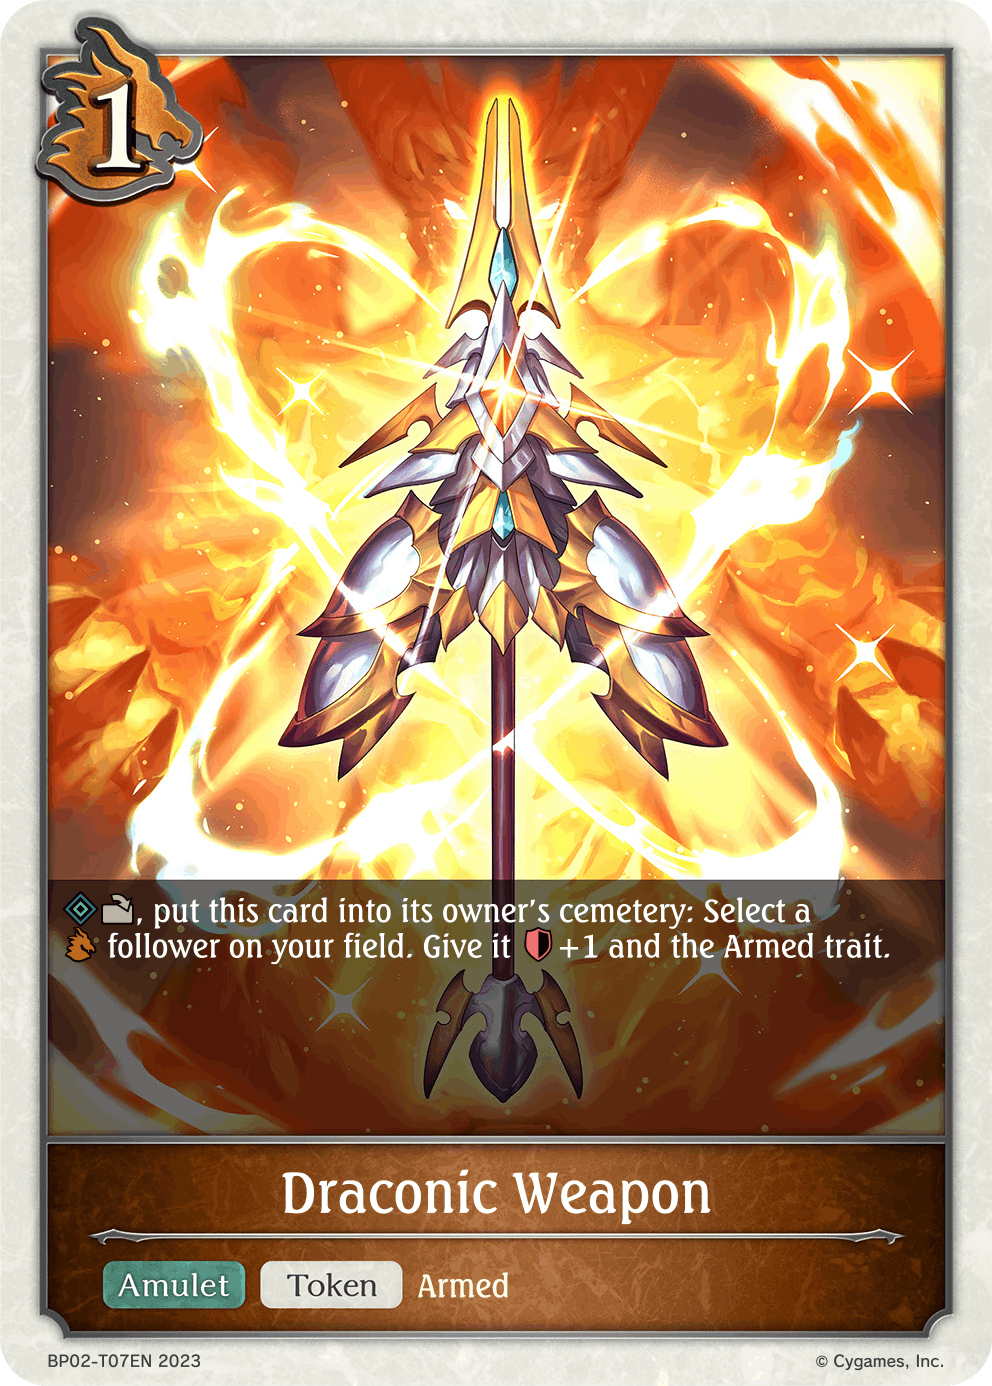 1
, put this card into its owner's cemetery: Select a
follower on your field. Give it +1 and the Armed trait.
Draconic Weapon
Amulet Token Armed
BP02-T07EN 2023 © Cygames, Inc.